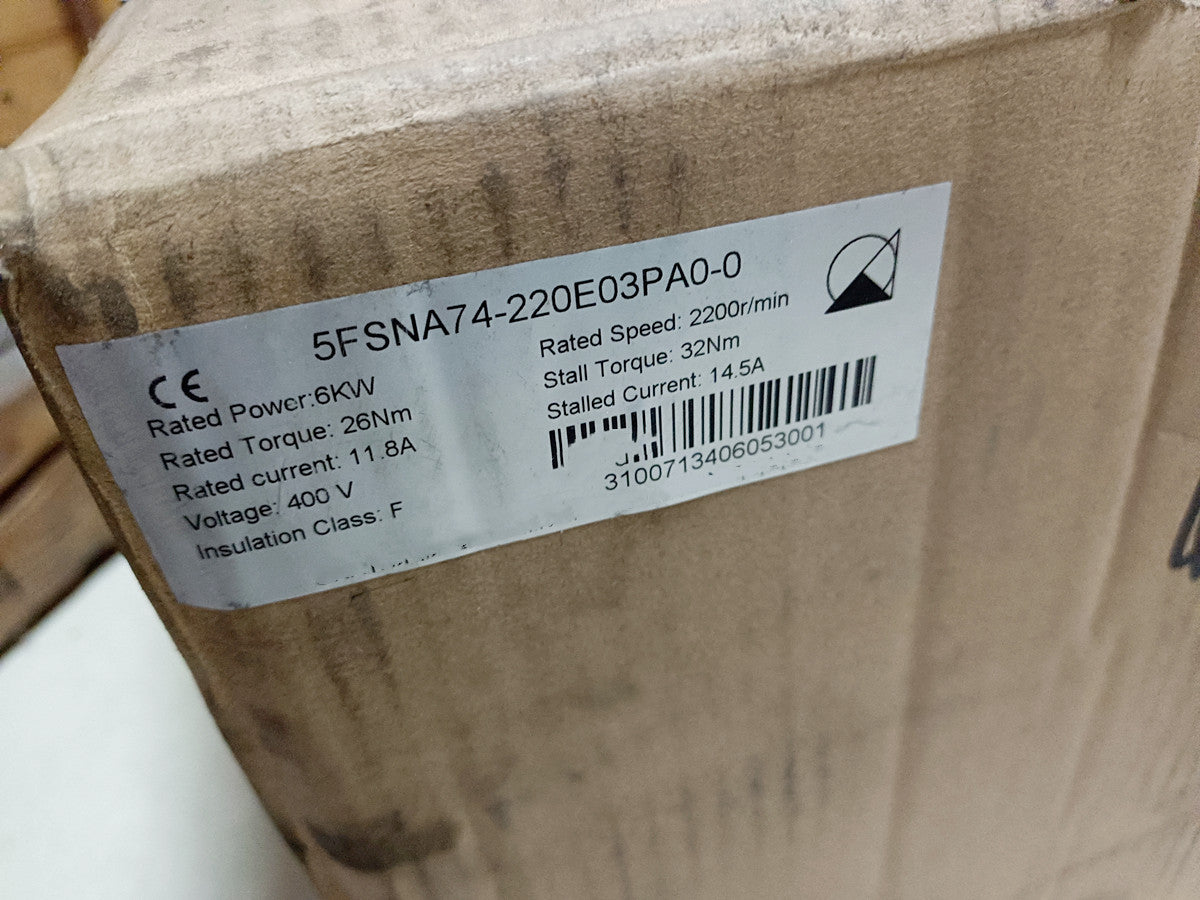 5FSNA74-220E03PA0-0
CE
Rated Power:6KW
Rated Torque: 26Nm
Rated current: 11.8A
Voltage: 400 V
Insulation Class: F
Rated Speed: 2200r/min
Stall Torque: 32Nm
Stalled Current: 14.5A
3100713406053001